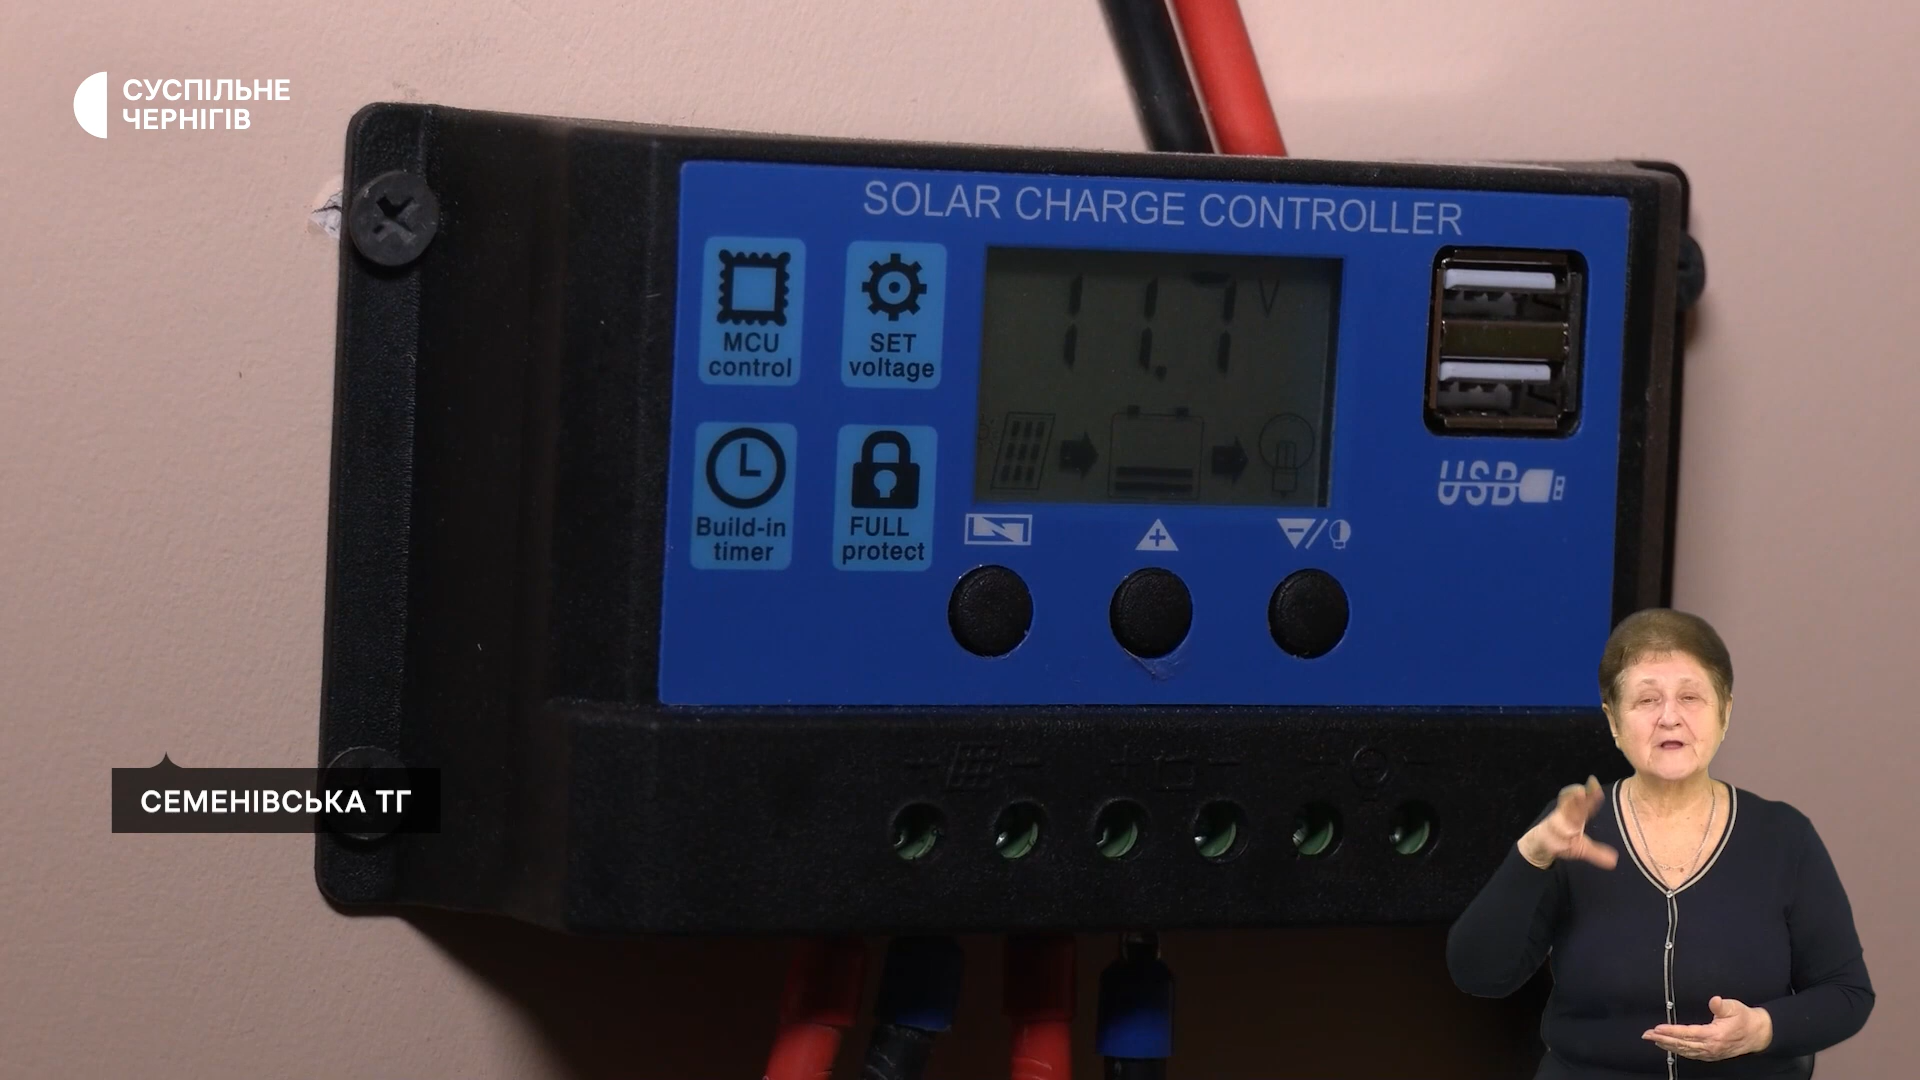 СУСПІЛЬНЕ
ЧЕРНІГІВ
SOLAR CHARGE CONTROLLER
MCU
control
SET
voltage
11.7 V
Build-in
timer
FULL
protect
USB
СЕМЕНІВСЬКА ТГ